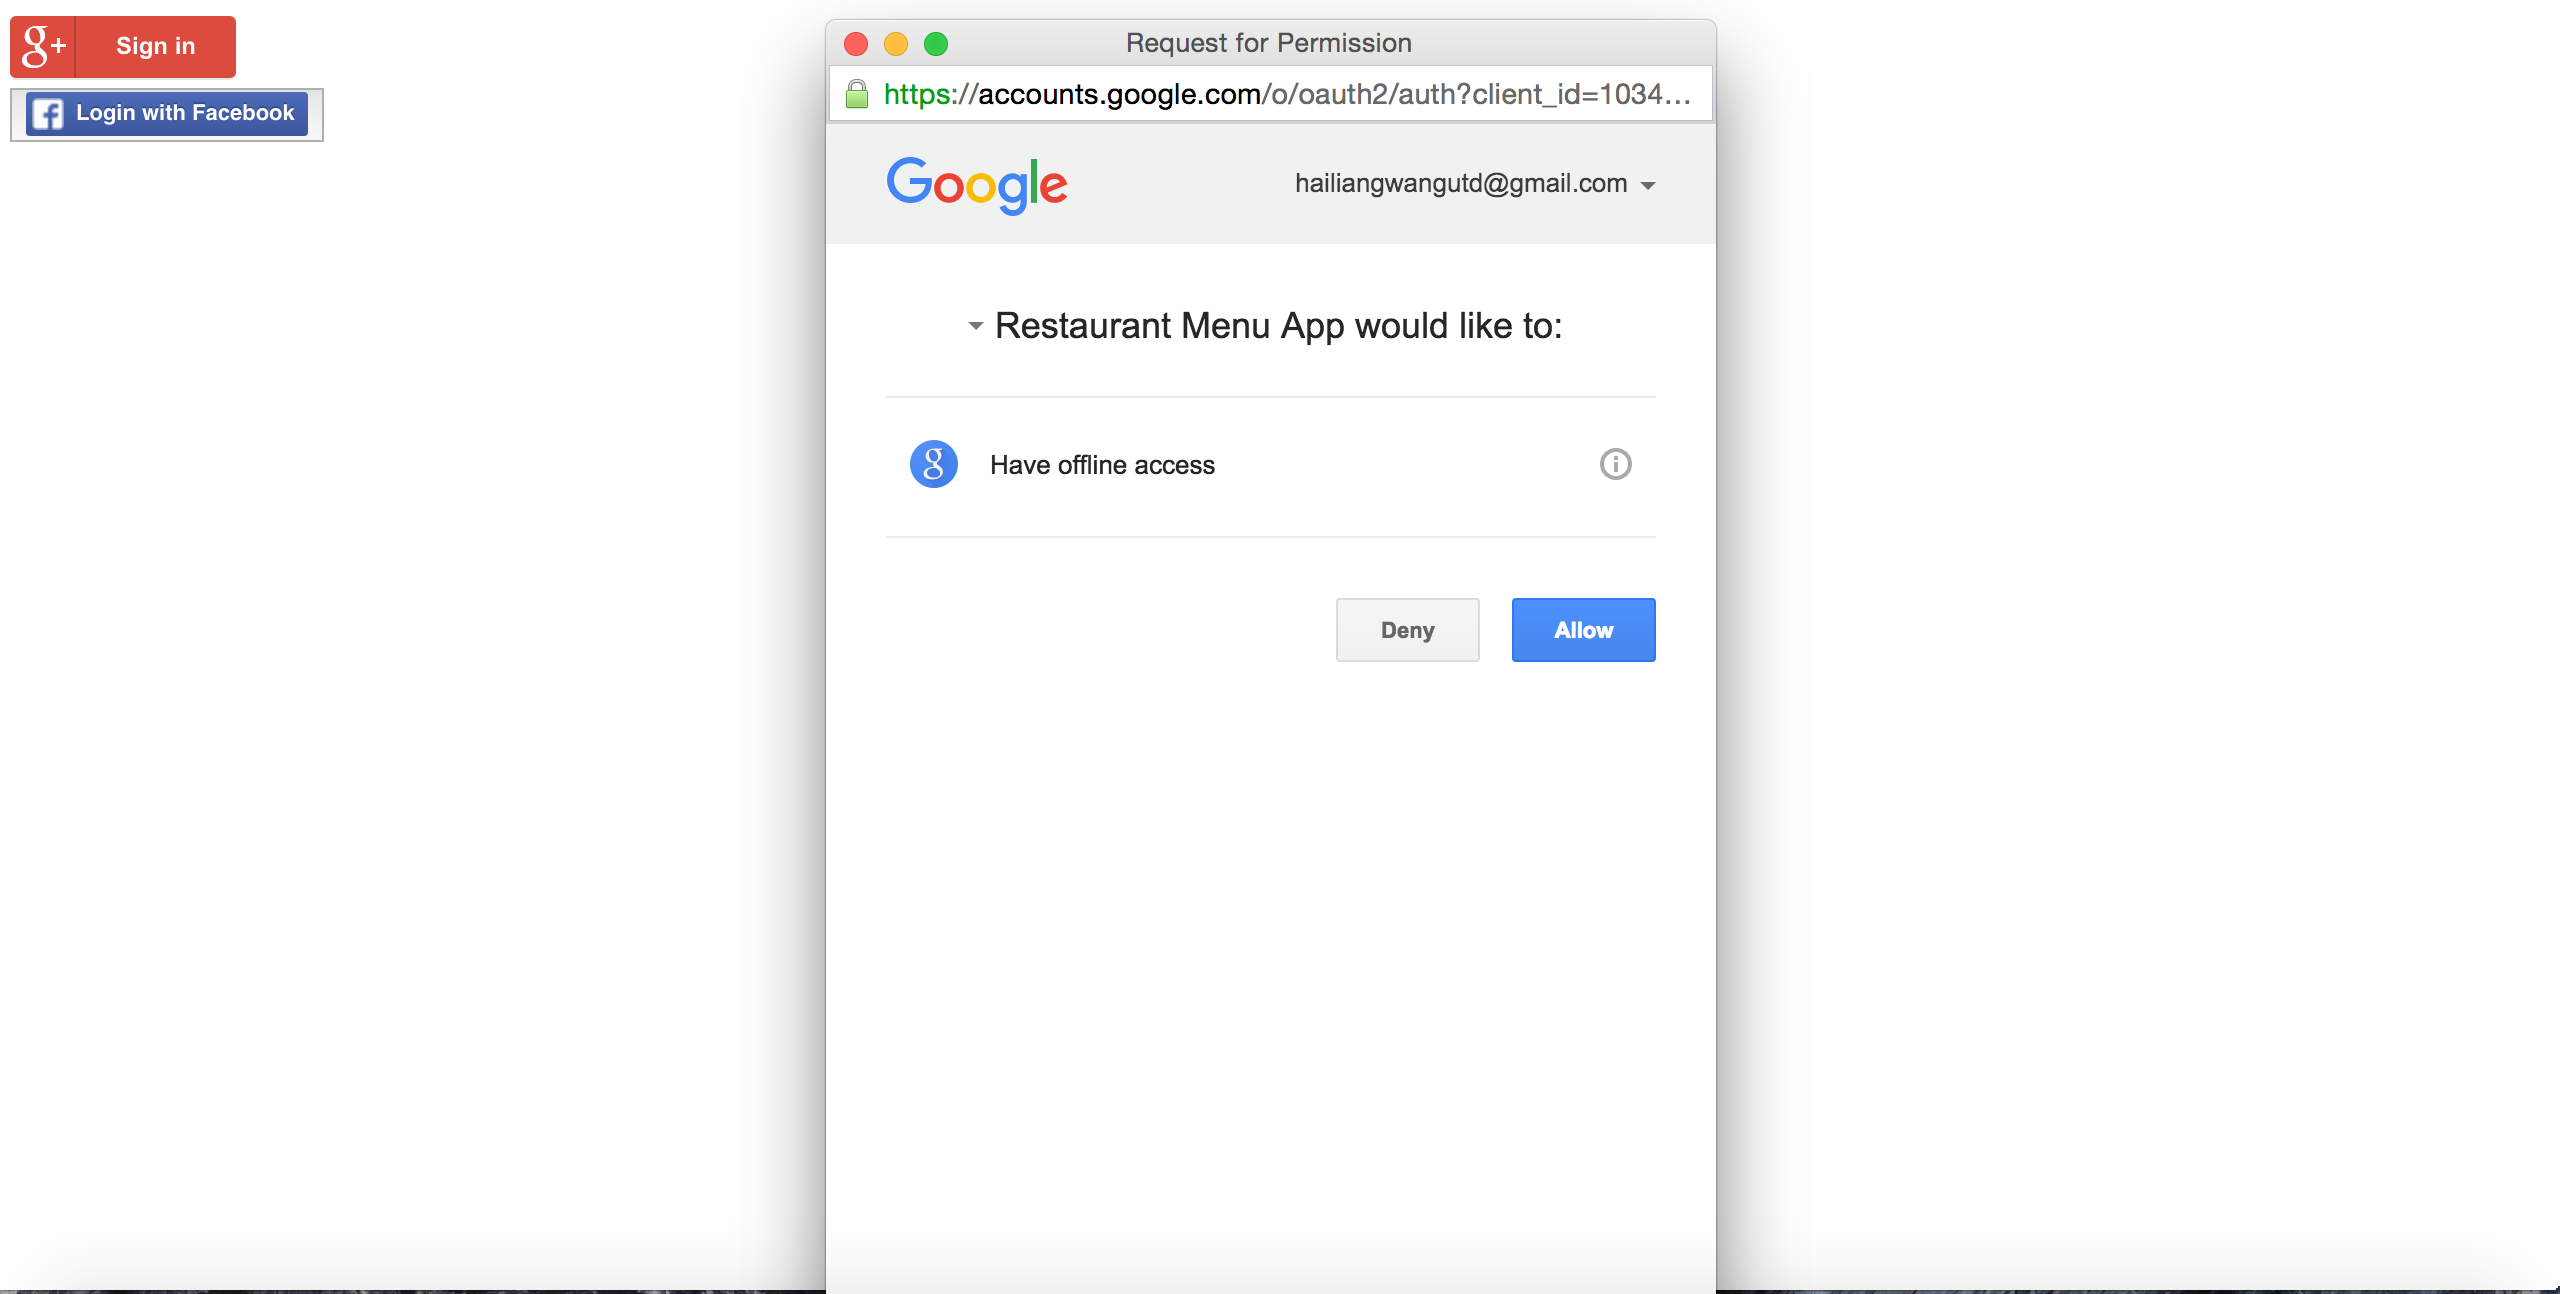 g+ Sign in
Login with Facebook
Request for Permission
https://accounts.google.com/o/oauth2/auth?client_id=1034...
Google
hailiangwangutd@gmail.com
Restaurant Menu App would like to:
g Have offline access
Deny
Allow